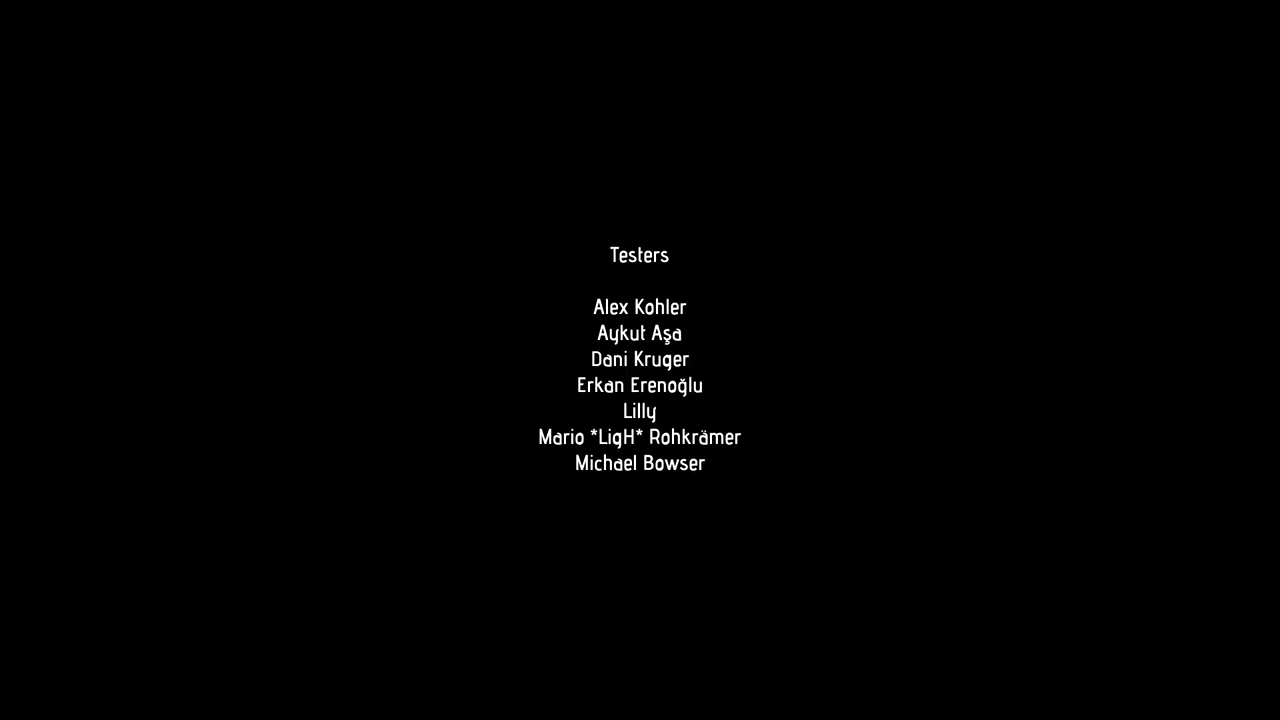 Testers
Alex Kohler
Aykut Aşa
Dani Kruger
Erkan Erenoğlu
Lilly
Mario *LigH* Rohkrämer
Michael Bowser